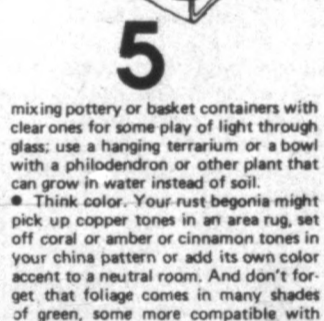 5
mixing pottery or basket containers with
clear ones for some play of light through
glass; use a hanging terrarium or a bowl
with a philodendron or other plant that
can grow in water instead of soil.
● Think color. Your rust begonia might
pick up copper tones in an area rug, set
off coral or amber or cinnamon tones in
your china pattern or add its own color
accent to a neutral room. And don't for-
get that foliage comes in many shades
of green, some more compatible with